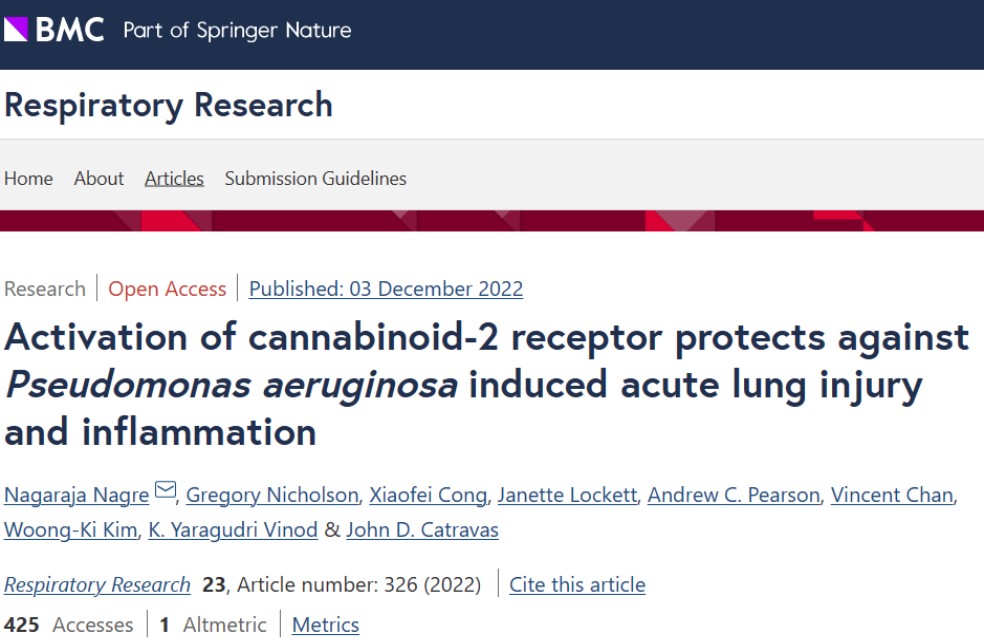 BMC Part of Springer Nature
Respiratory Research
Home About Articles Submission Guidelines
Research Open Access Published: 03 December 2022
Activation of cannabinoid-2 receptor protects against
Pseudomonas aeruginosa induced acute lung injury
and inflammation
Nagaraja Nagre, Gregory Nicholson, Xiaofei Cong, Janette Lockett, Andrew C. Pearson, Vincent Chan,
Woong-Ki Kim, K. Yaragudri Vinod & John D. Catravas
Respiratory Research 23, Article number: 326 (2022) Cite this article
425 Accesses 1 Altmetric Metrics